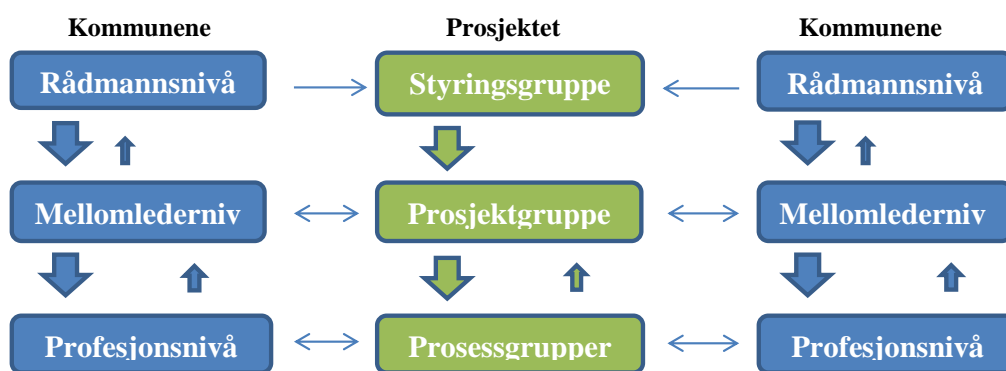 Kommunene Prosjektet Kommunene
Rådmannsnivå Styringsgruppe Rådmannsnivå
Mellomlederniv Prosjektgruppe Mellomlederniv
Profesjonsnivå Prosessgrupper Profesjonsnivå